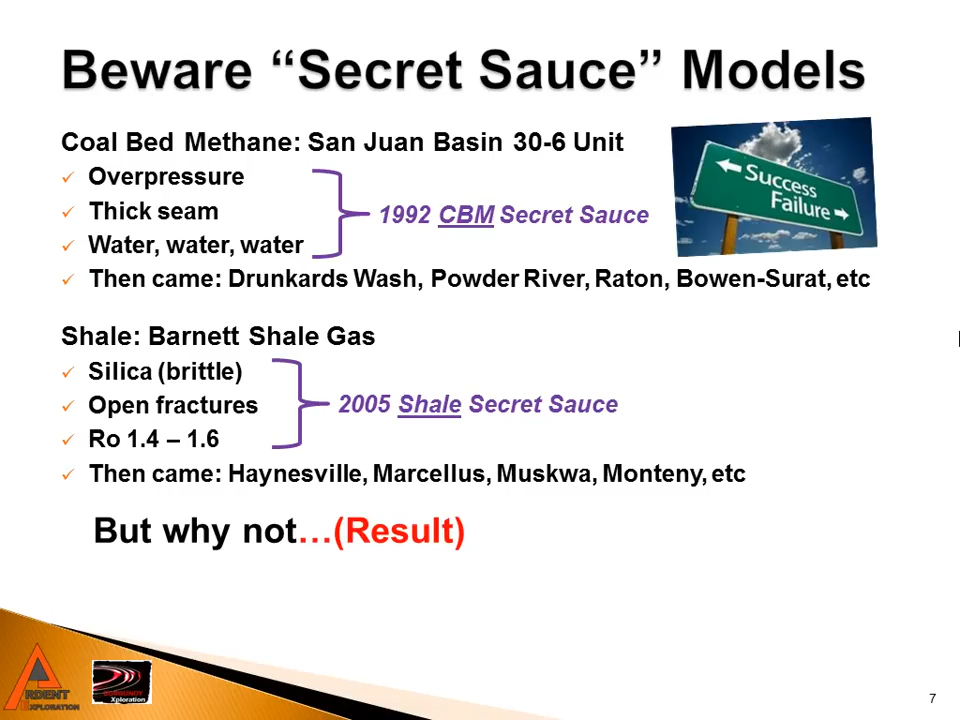 Beware “Secret Sauce” Models
Coal Bed Methane: San Juan Basin 30-6 Unit
Overpressure
Thick seam
Water, water, water
1992 CBM Secret Sauce
Then came: Drunkards Wash, Powder River, Raton, Bowen-Surat, etc
Success
Failure
Shale: Barnett Shale Gas
Silica (brittle)
Open fractures
Ro 1.4 – 1.6
2005 Shale Secret Sauce
Then came: Haynesville, Marcellus, Muskwa, Monteny, etc
But why not…(Result)
ARDENT
EXPLORATION
Xploration
7